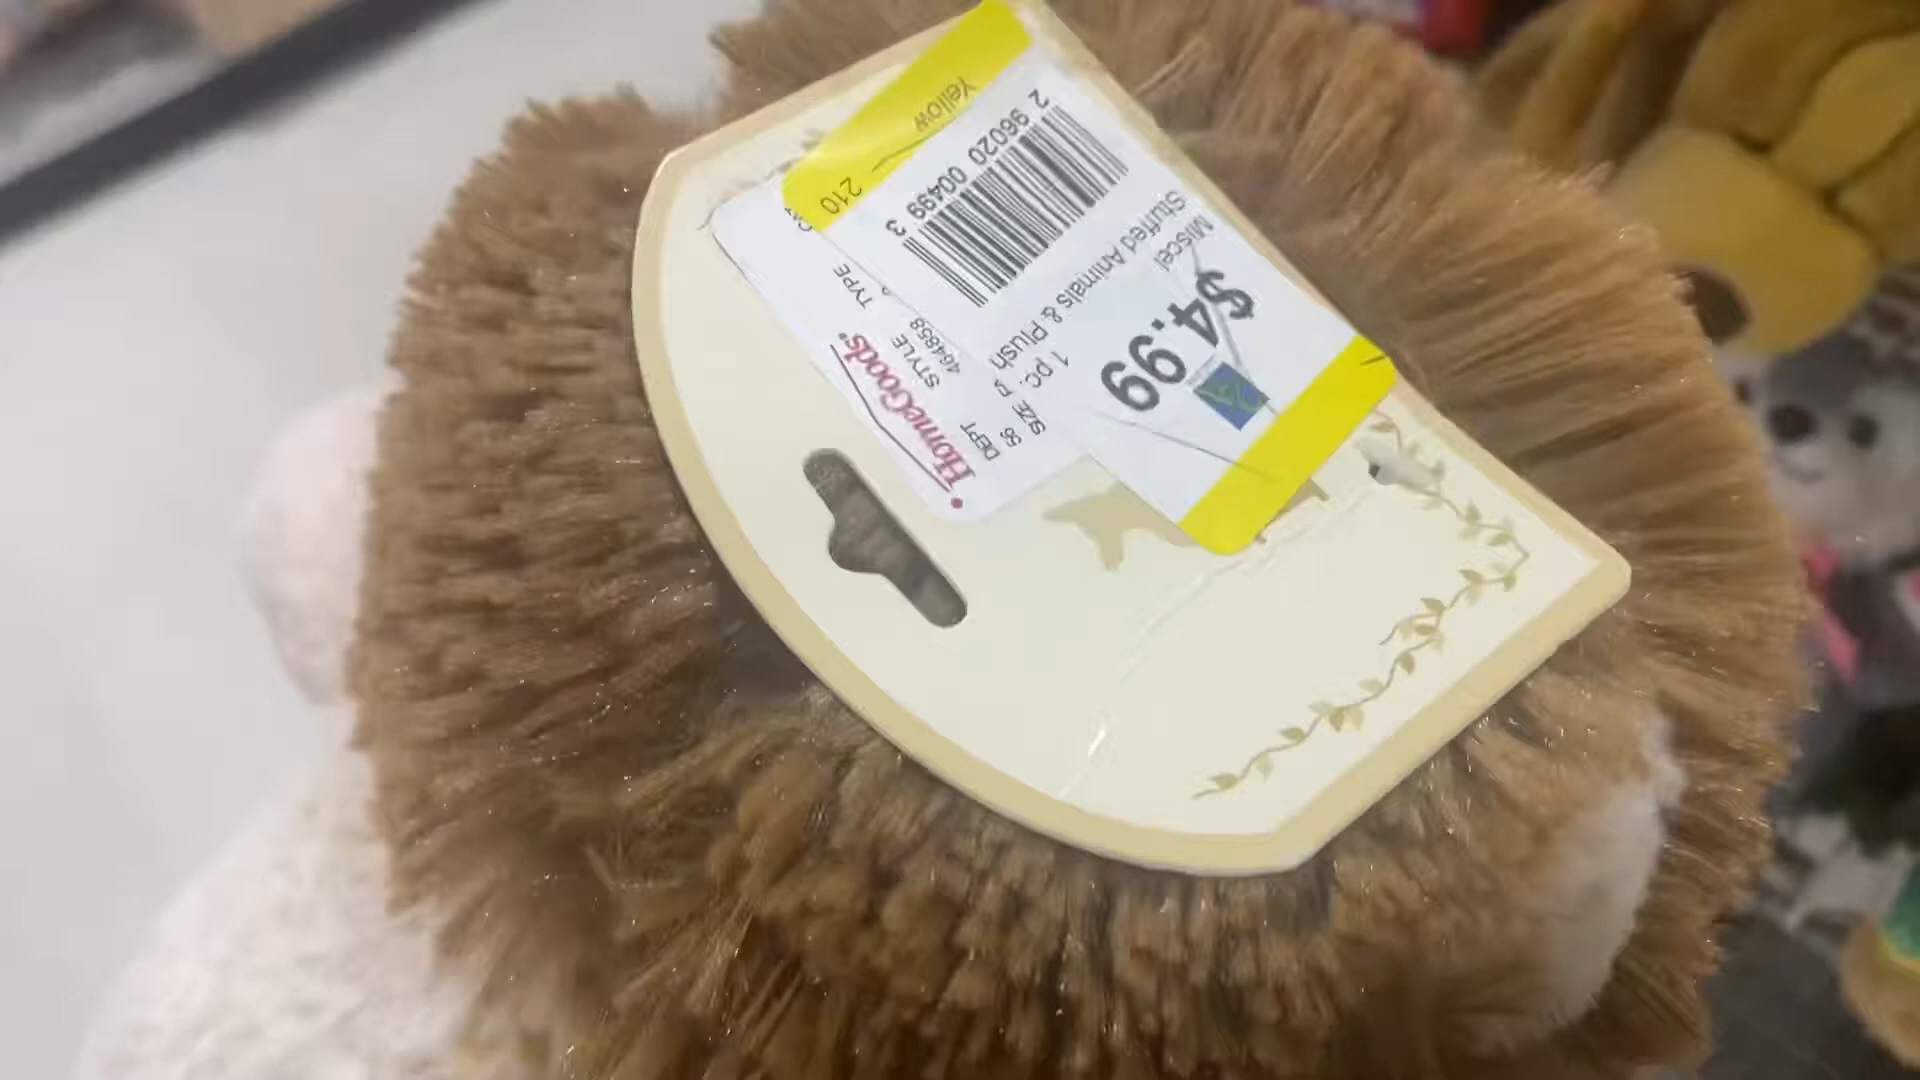 Yellow
210
2 96020 00499 3
Miscel
Stuffed Animals & Plush
1 pc.
$4.99
TYPE
STYLE
464858
HomeGoods
DEPT
56
SIZE